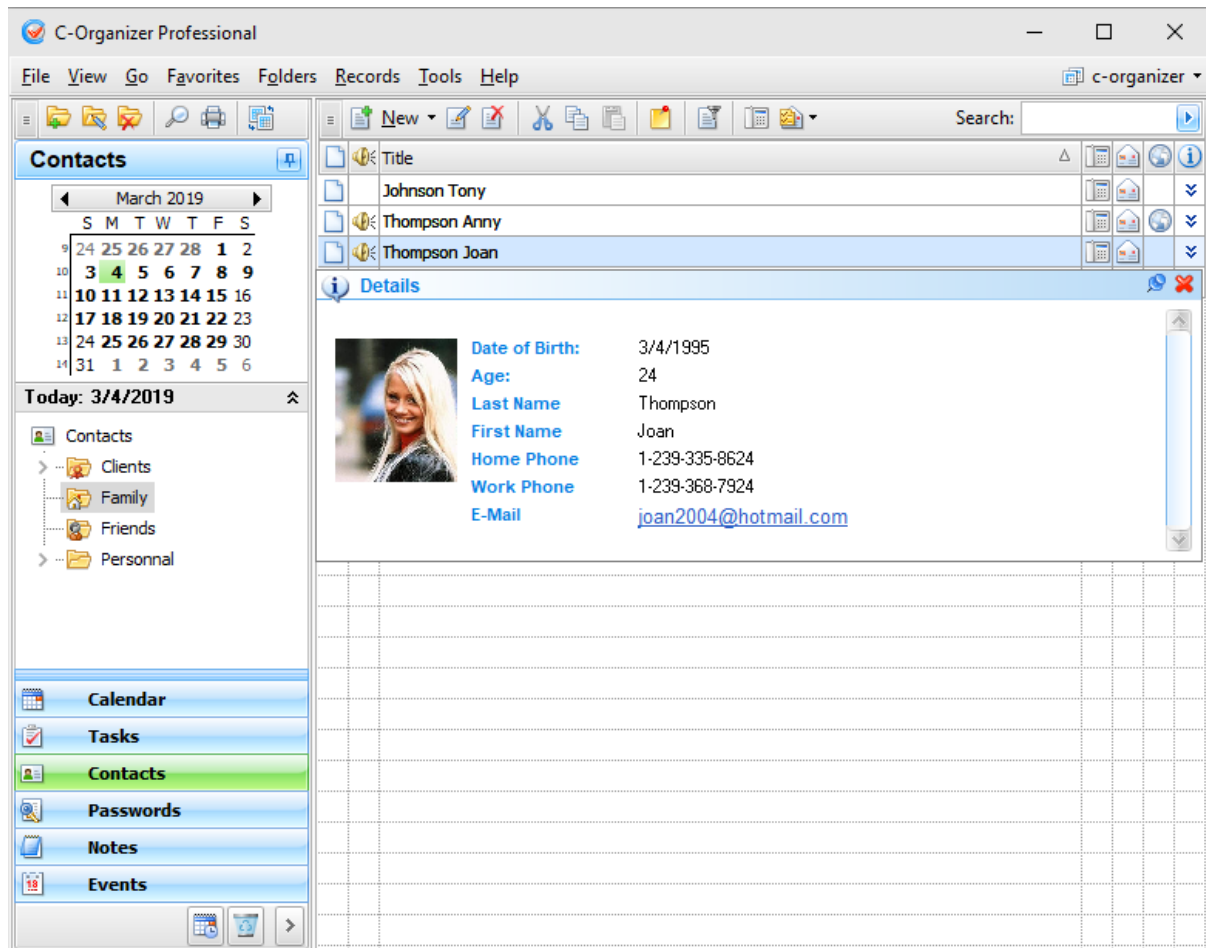 C-Organizer Professional
File View Go Favorites Folders Records Tools Help c-organizer
New Search:
Contacts
Title
March 2019
S M T W T F S
9 24 25 26 27 28 1 2
10 3 4 5 6 7 8 9
11 10 11 12 13 14 15 16
12 17 18 19 20 21 22 23
13 24 25 26 27 28 29 30
14 31 1 2 3 4 5 6
Today: 3/4/2019
Contacts
Clients
Family
Friends
Personnal
Calendar
Tasks
Contacts
Passwords
Notes
18
Events
Johnson Tony
Thompson Anny
Thompson Joan
Details
Date of Birth: 3/4/1995
Age: 24
Last Name Thompson
First Name Joan
Home Phone 1-239-335-8624
Work Phone 1-239-368-7924
E-Mail joan2004@hotmail.com